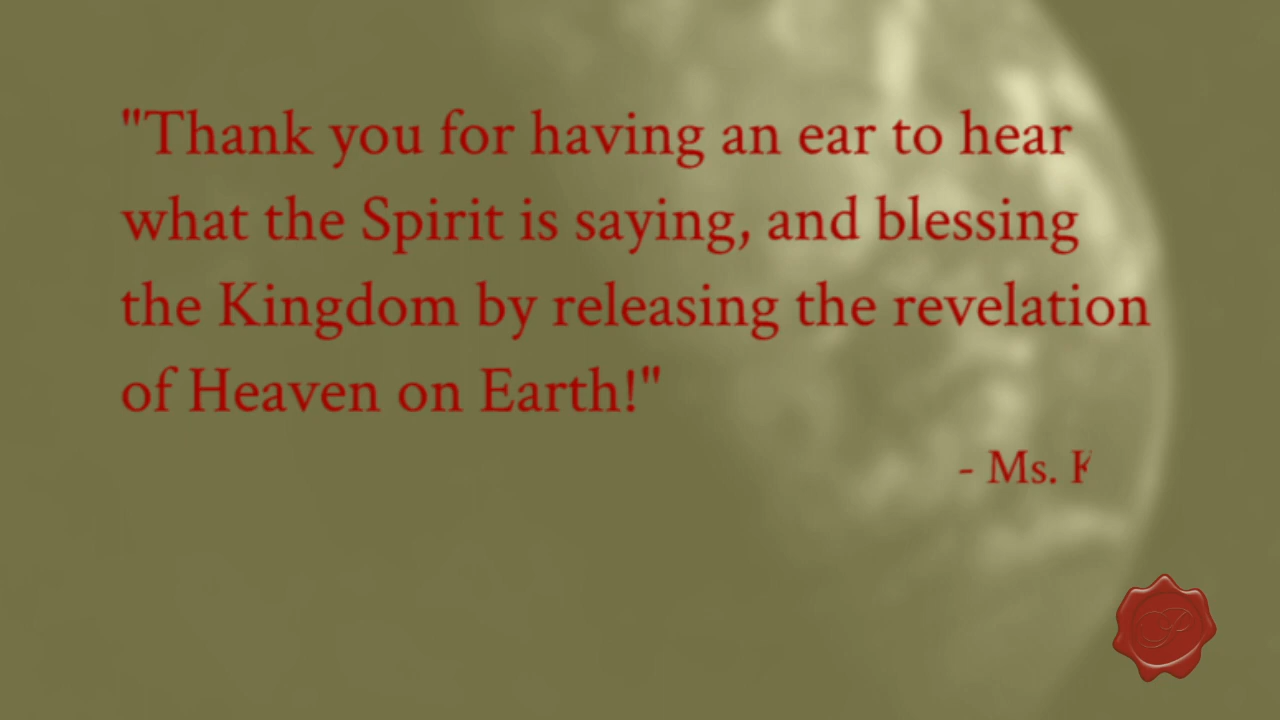 "Thank you for having an ear to hear
what the Spirit is saying, and blessing
the Kingdom by releasing the revelation
of Heaven on Earth!"
- Ms.